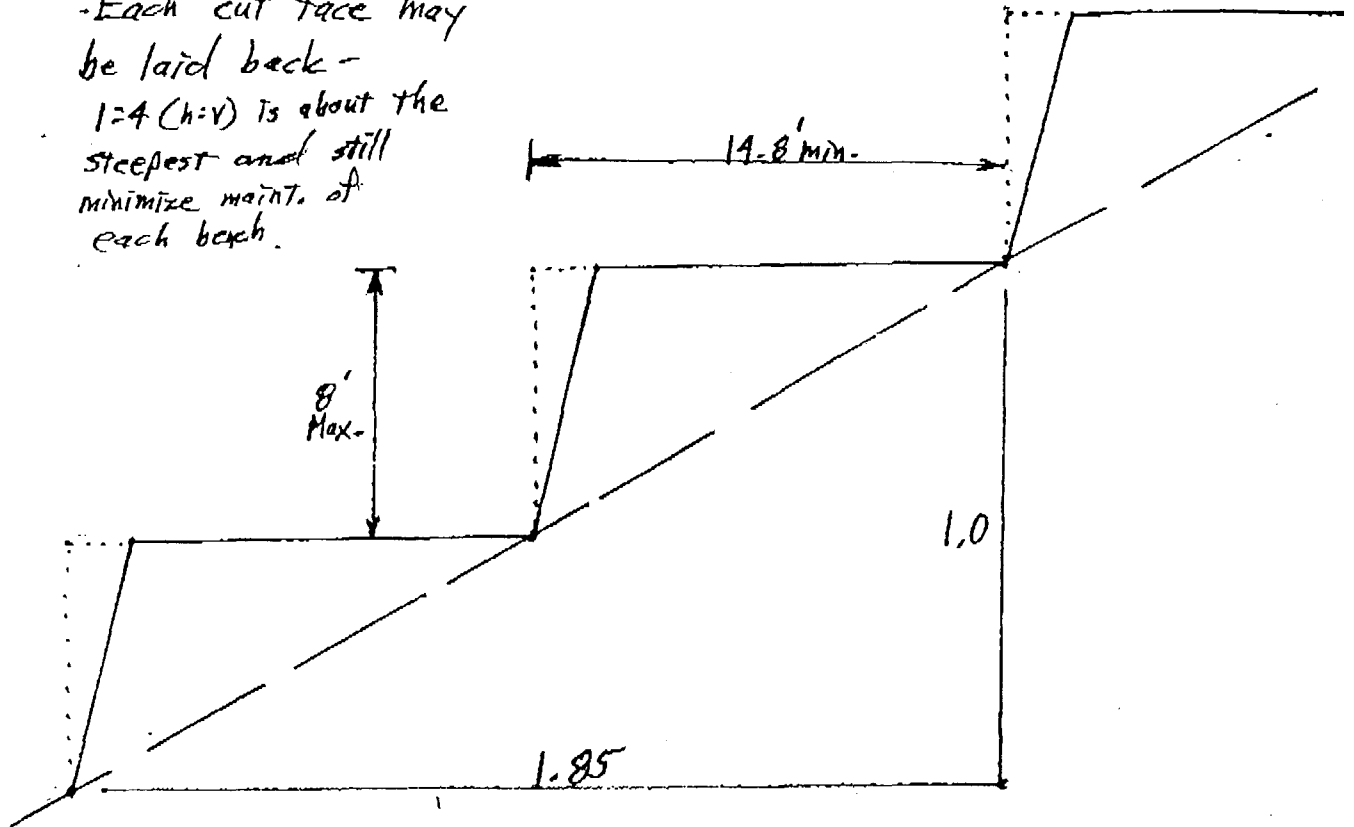 -Each cut face may
be laid back -
1=4 (h=v) is about the
steepest and still
minimize maint. of
each bench.
14.8' min.
8'
Max.
1.0
1.85